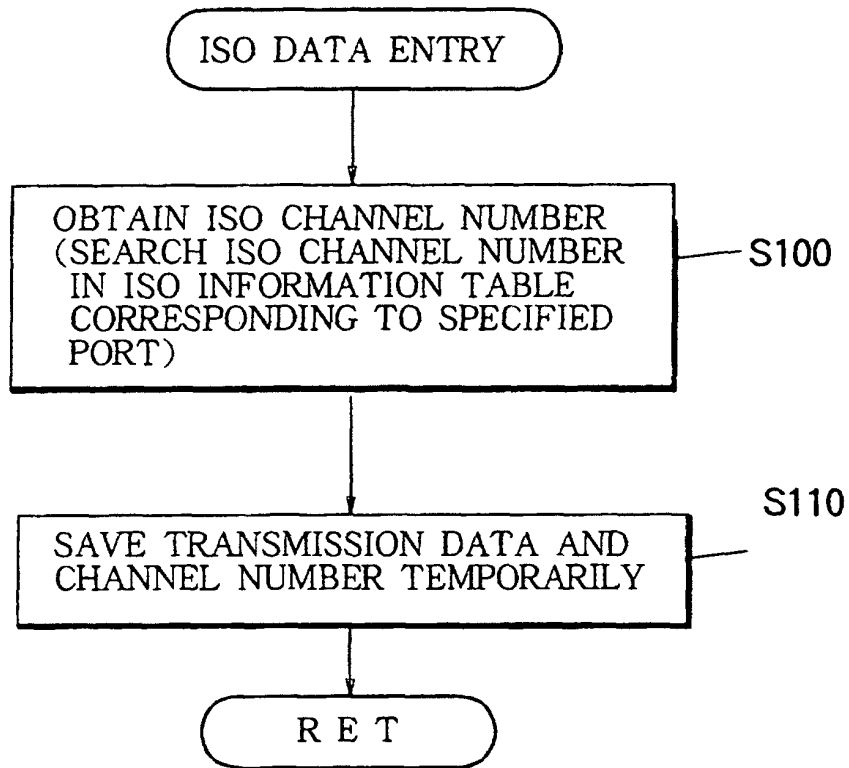 ISO DATA ENTRY
OBTAIN ISO CHANNEL NUMBER
(SEARCH ISO CHANNEL NUMBER
IN ISO INFORMATION TABLE
CORRESPONDING TO SPECIFIED
PORT)
S100
SAVE TRANSMISSION DATA AND
CHANNEL NUMBER TEMPORARILY
S110
R E T